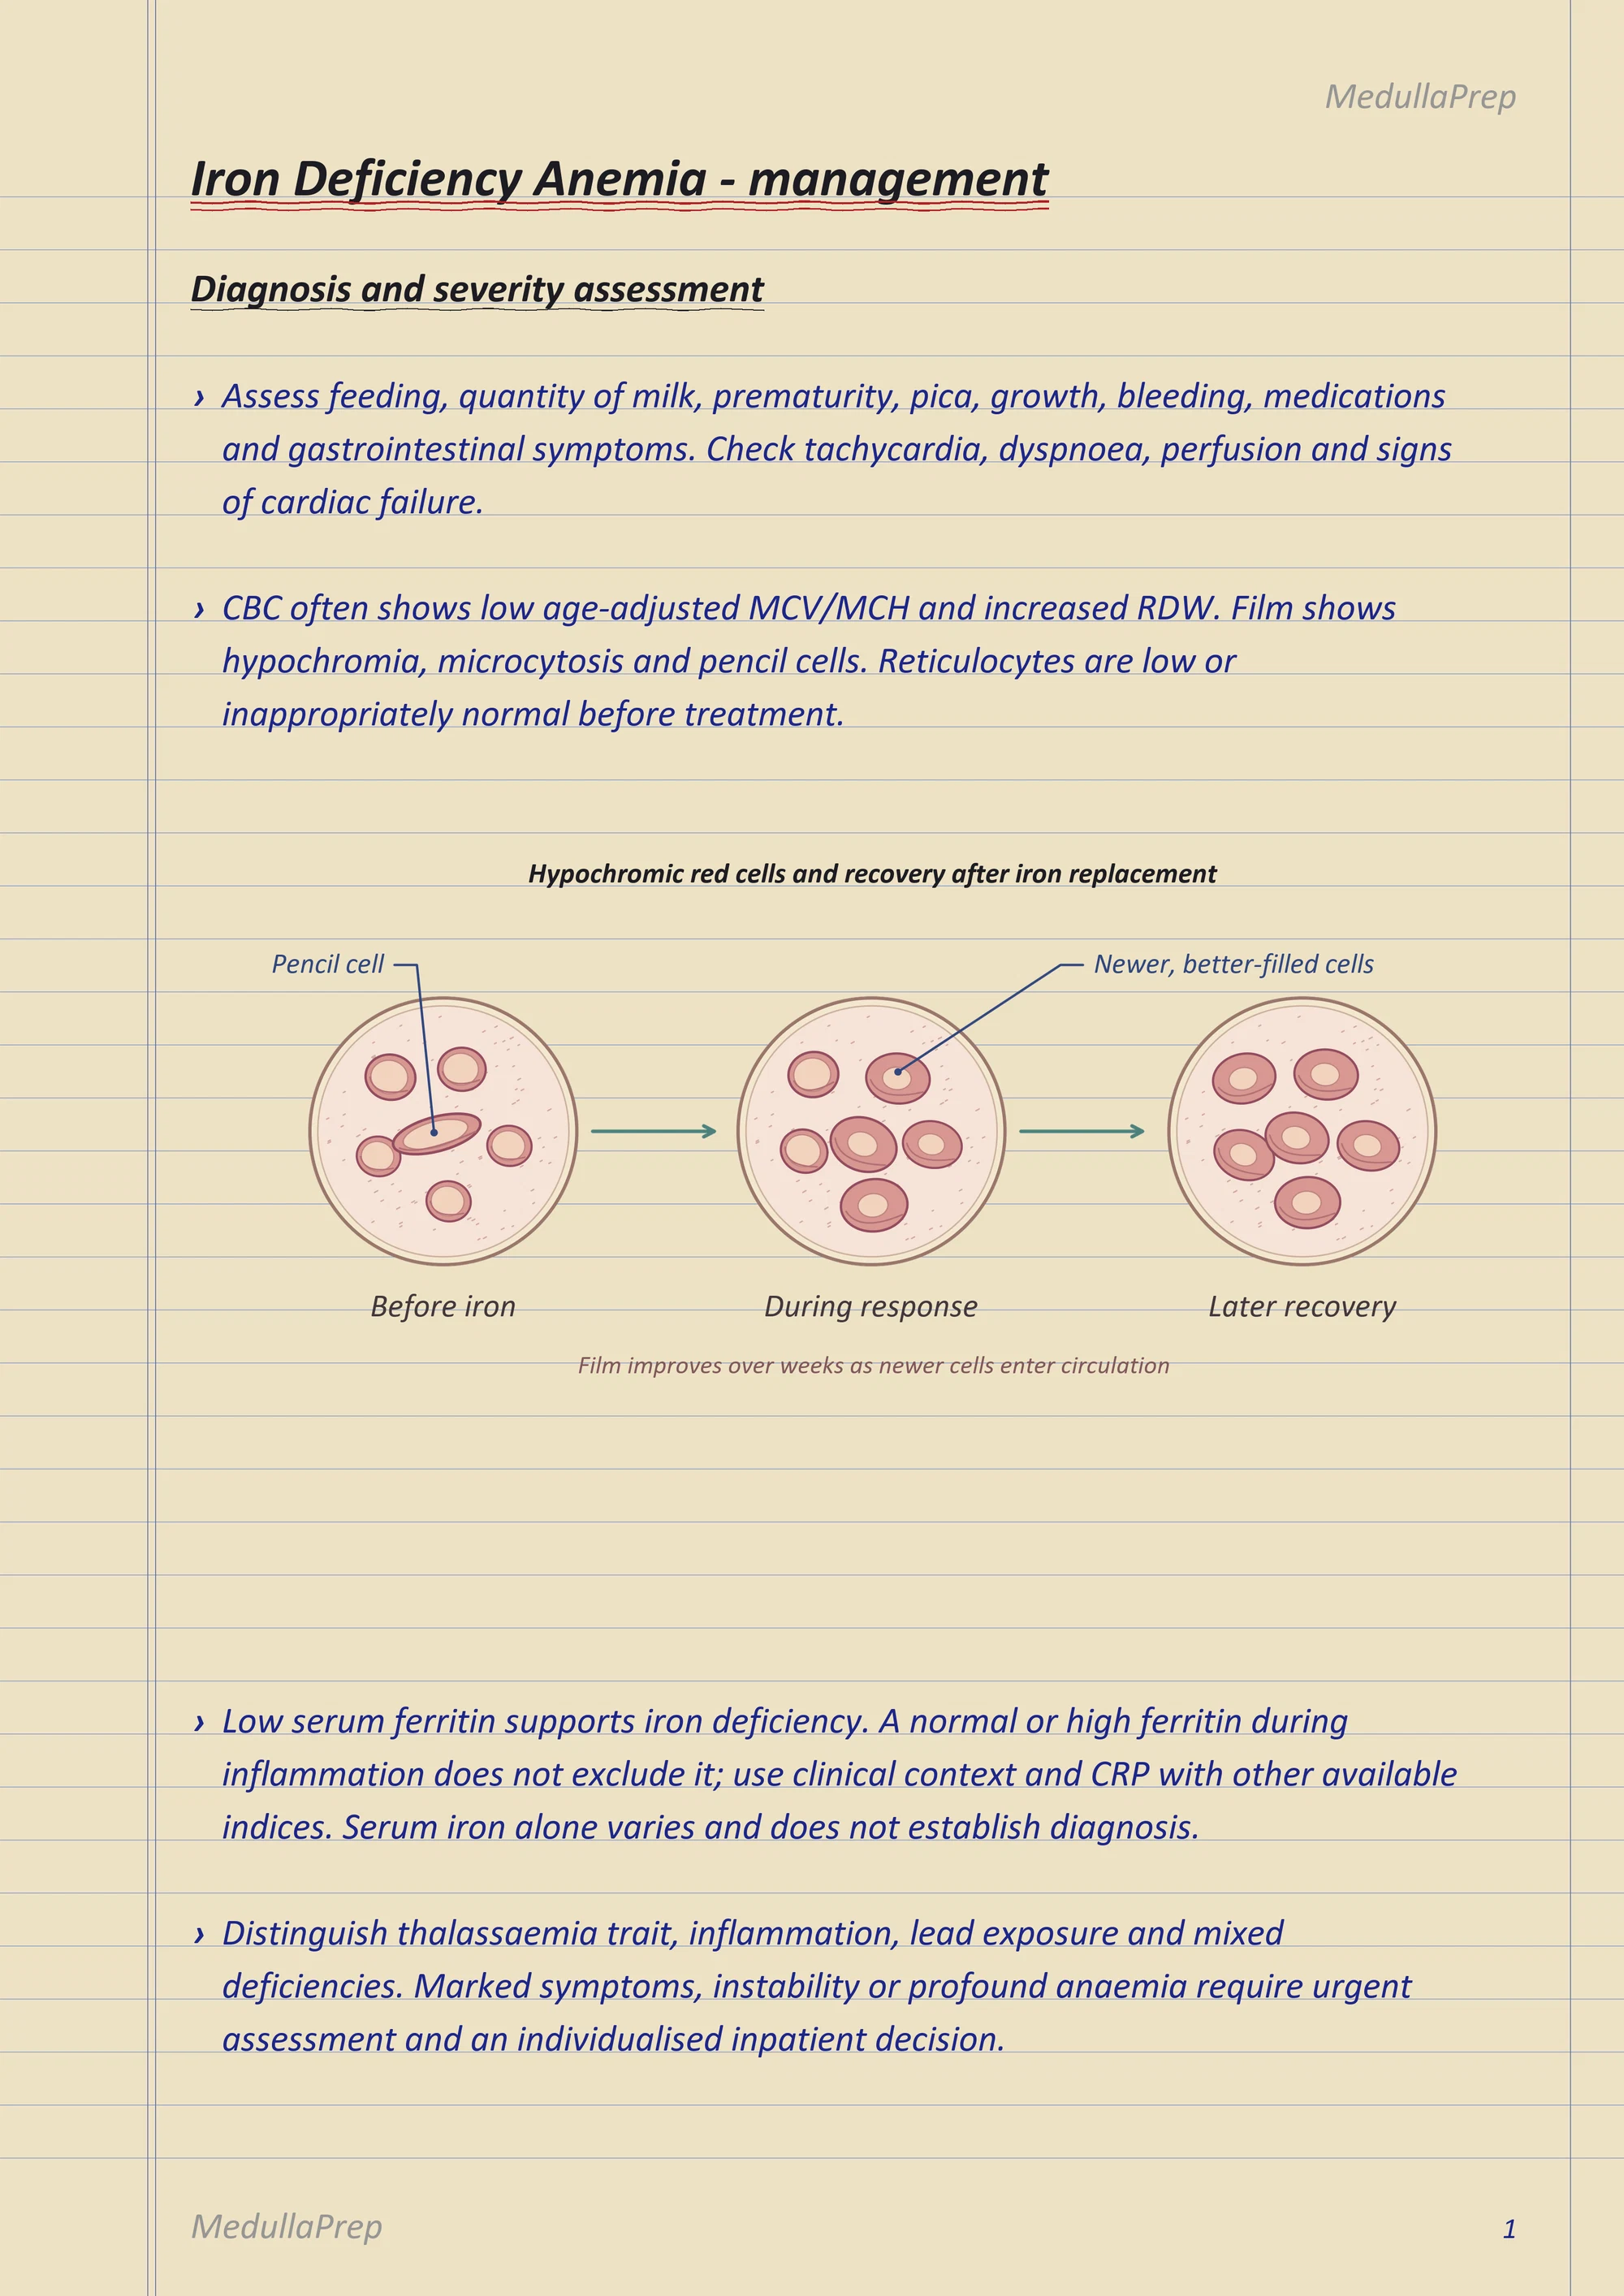 MedullaPrep
Iron Deficiency Anemia - management
Diagnosis and severity assessment
› Assess feeding, quantity of milk, prematurity, pica, growth, bleeding, medications
and gastrointestinal symptoms. Check tachycardia, dyspnoea, perfusion and signs
of cardiac failure.
› CBC often shows low age-adjusted MCV/MCH and increased RDW. Film shows
hypochromia, microcytosis and pencil cells. Reticulocytes are low or
inappropriately normal before treatment.
Hypochromic red cells and recovery after iron replacement
Pencil cell
Newer, better-filled cells
Before iron
During response
Later recovery
Film improves over weeks as newer cells enter circulation
› Low serum ferritin supports iron deficiency. A normal or high ferritin during
inflammation does not exclude it; use clinical context and CRP with other available
indices. Serum iron alone varies and does not establish diagnosis.
› Distinguish thalassaemia trait, inflammation, lead exposure and mixed
deficiencies. Marked symptoms, instability or profound anaemia require urgent
assessment and an individualised inpatient decision.
MedullaPrep
1